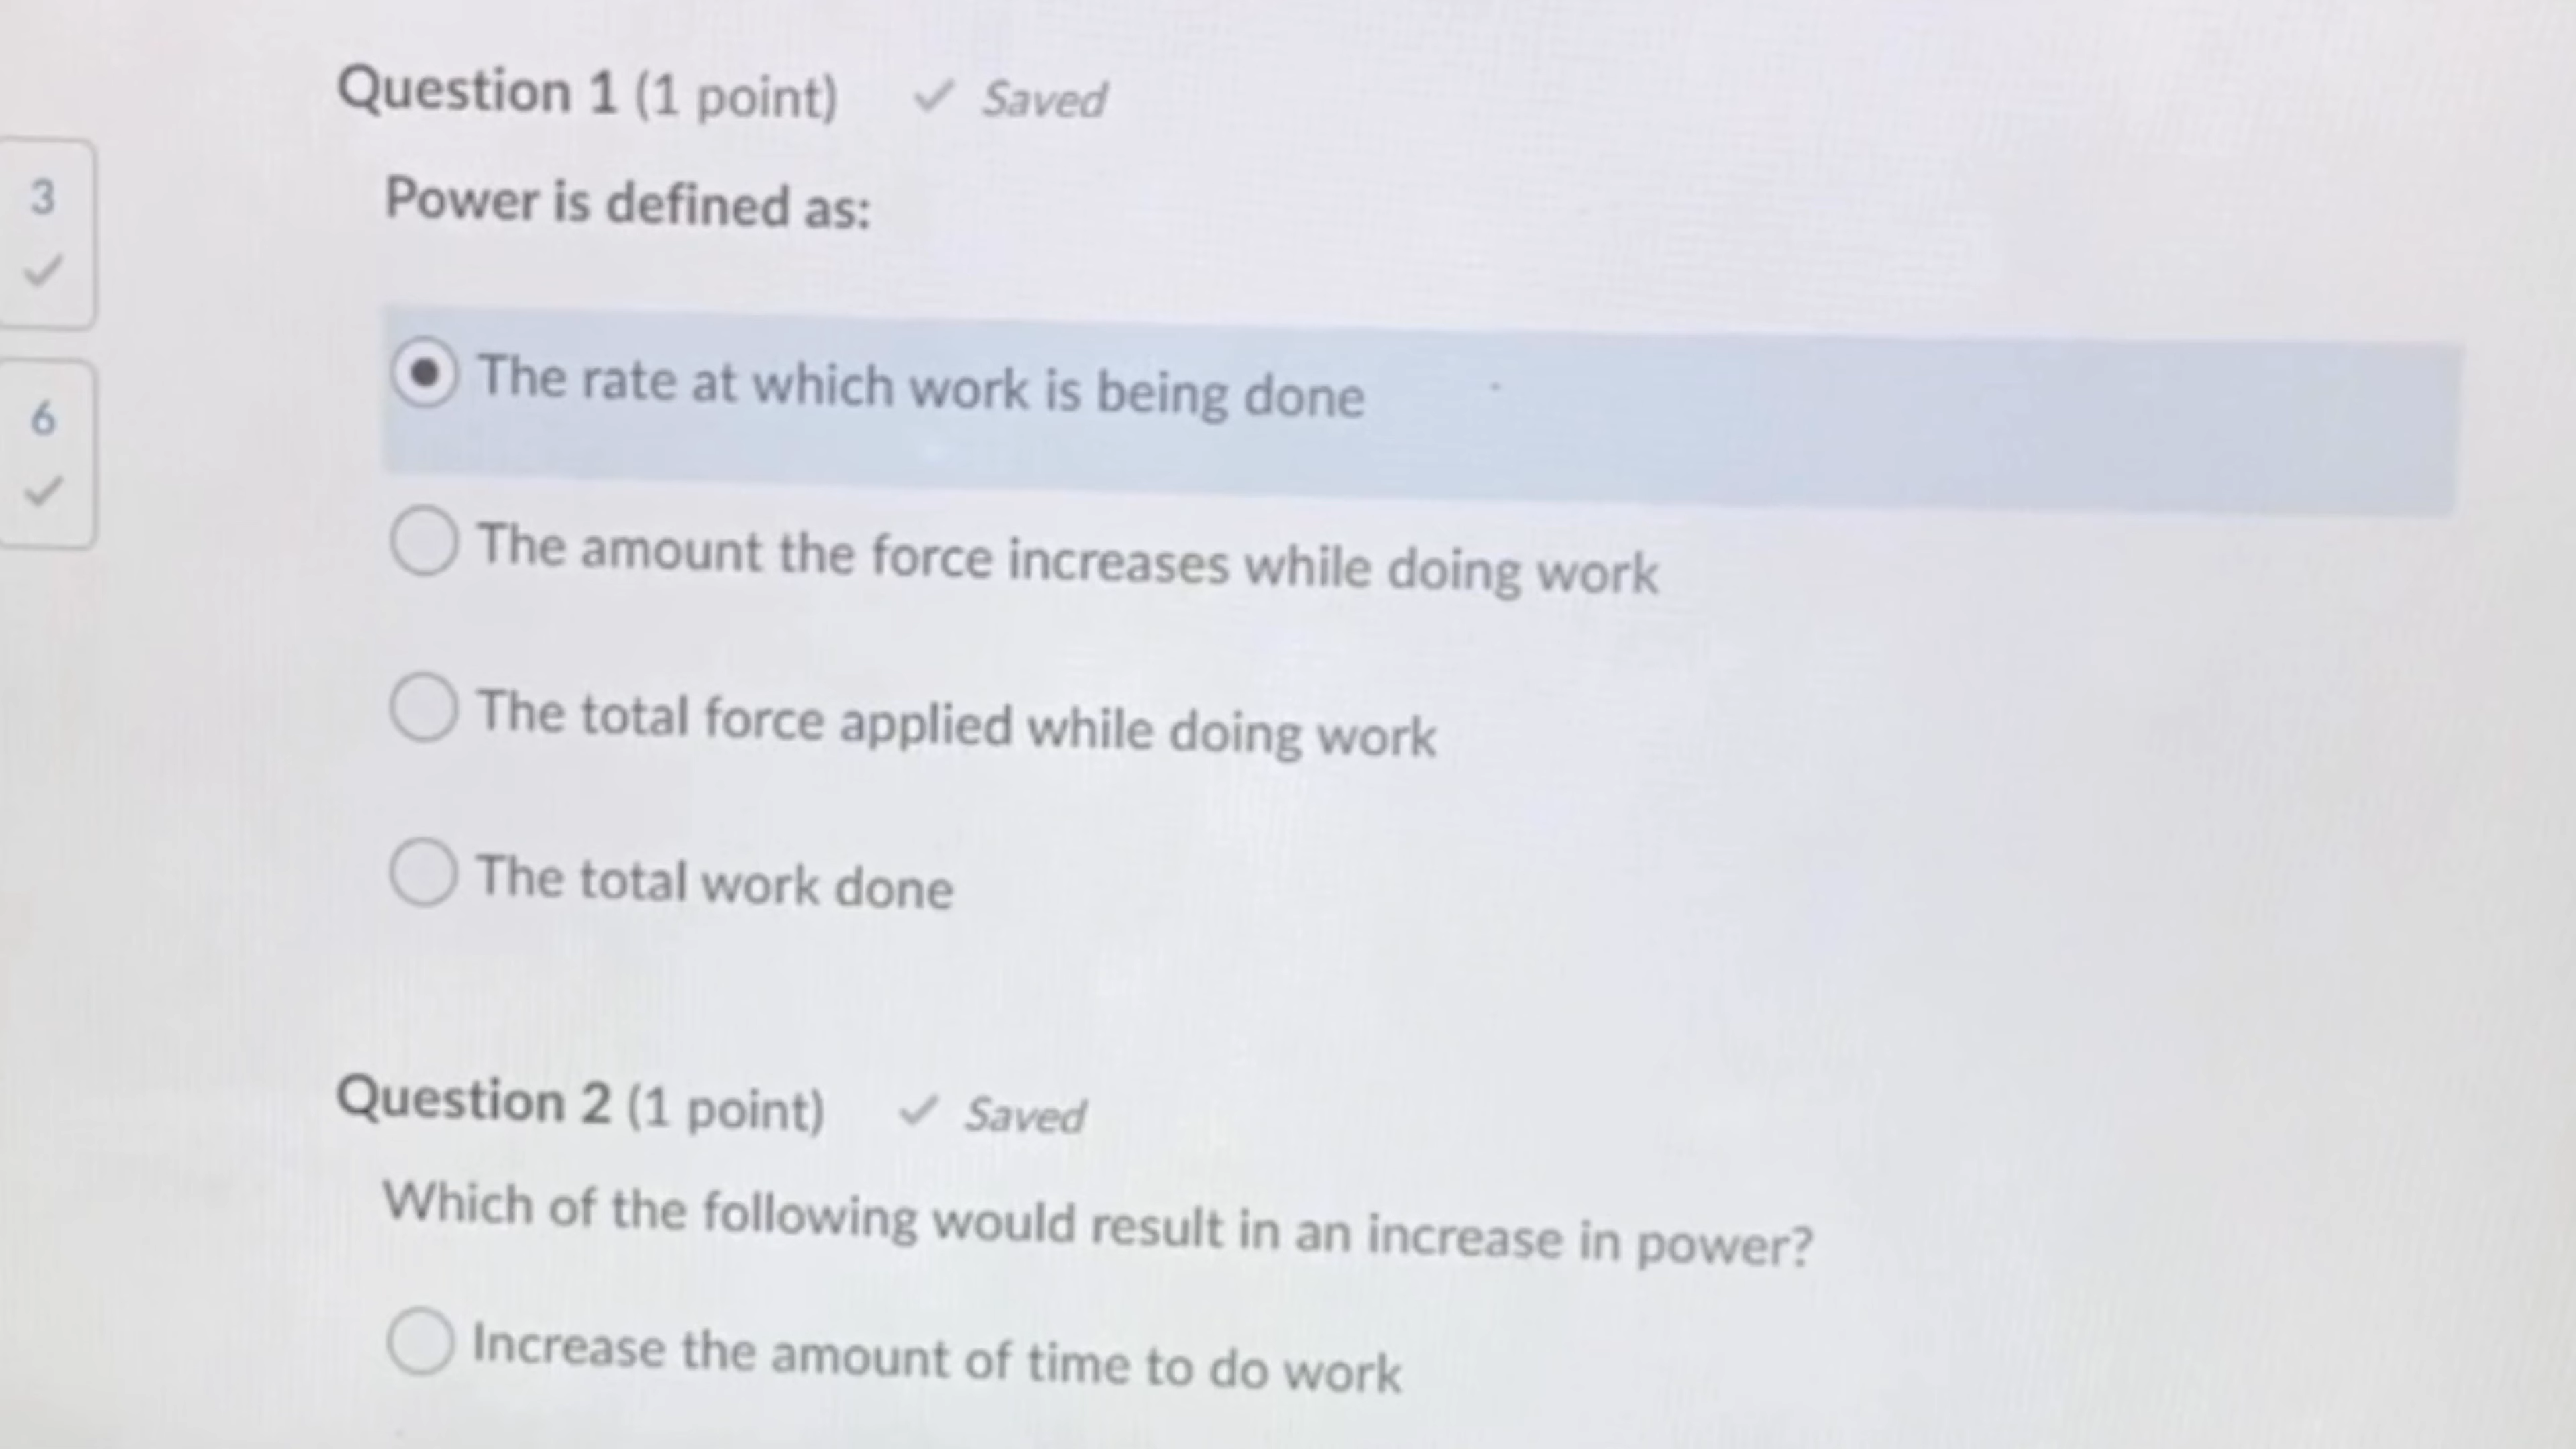 Question 1 (1 point) ✓ Saved
3
Power is defined as:
The rate at which work is being done
6
The amount the force increases while doing work
The total force applied while doing work
The total work done
Question 2 (1 point) ✓ Saved
Which of the following would result in an increase in power?
Increase the amount of time to do work